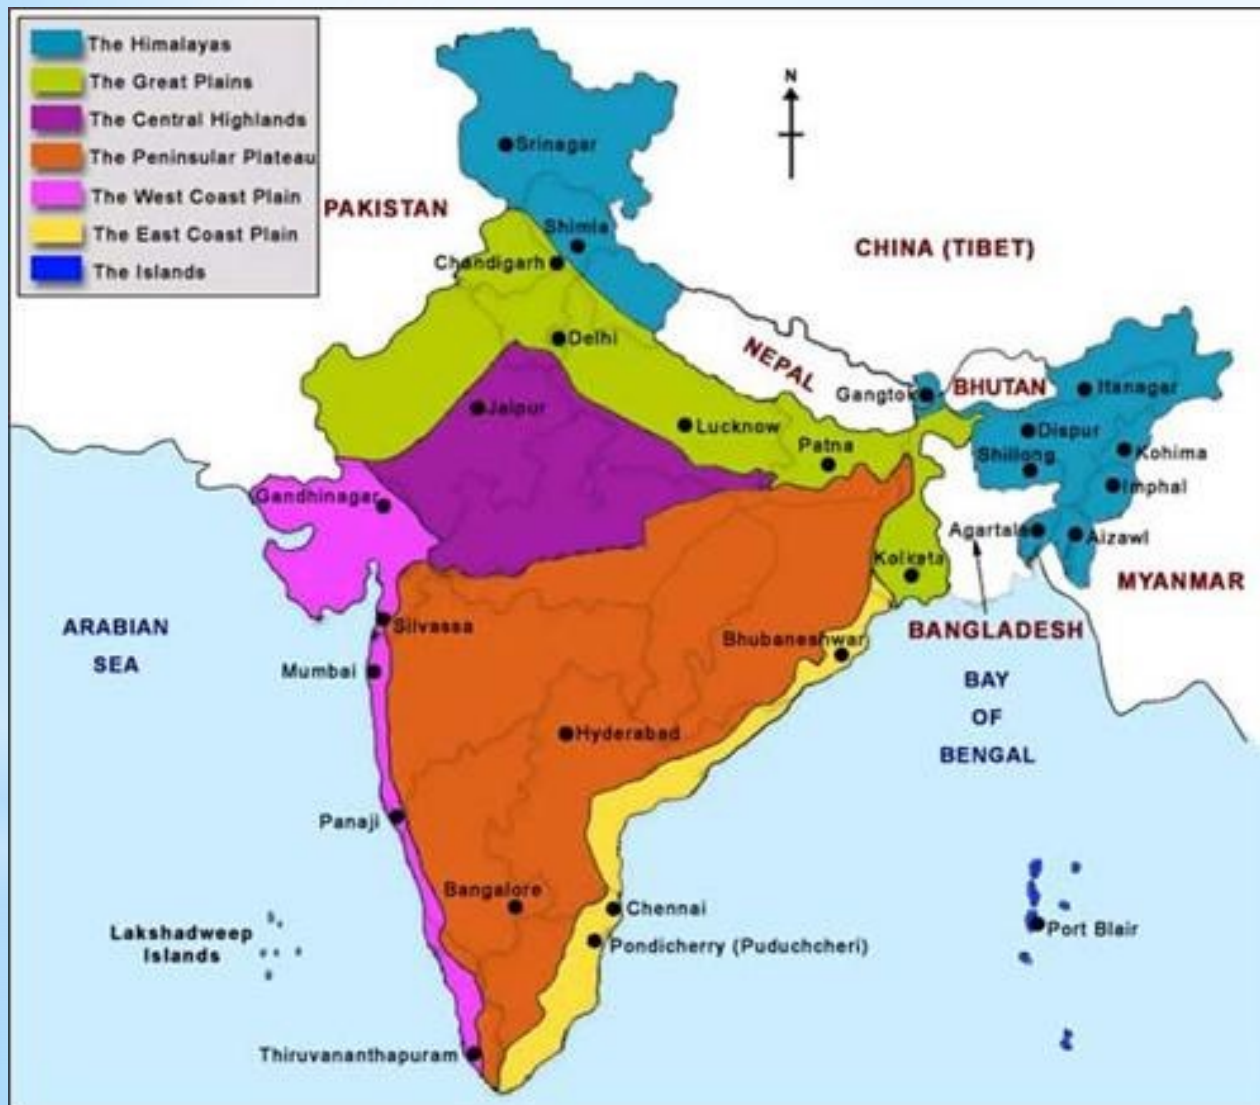 The Himalayas
The Great Plains
The Central Highlands
The Peninsular Plateau
The West Coast Plain
The East Coast Plain
The Islands
N
Srinagar
PAKISTAN
Shimla
CHINA (TIBET)
Chandigarh
Delhi
NEPAL
Gangtok
BHUTAN
Itanagar
Jaipur
Lucknow
Dispur
Patna
Shillong
Kohima
Gandhinagar
Imphal
Agartala
Aizawl
Kolkata
MYANMAR
ARABIAN
SEA
Silvassa
BANGLADESH
Bhubaneshwar
Mumbai
BAY
OF
BENGAL
Hyderabad
Panaji
Bangalore
Chennai
Lakshadweep
Islands
Port Blair
Pondicherry (Puduchcheri)
Thiruvananthapuram